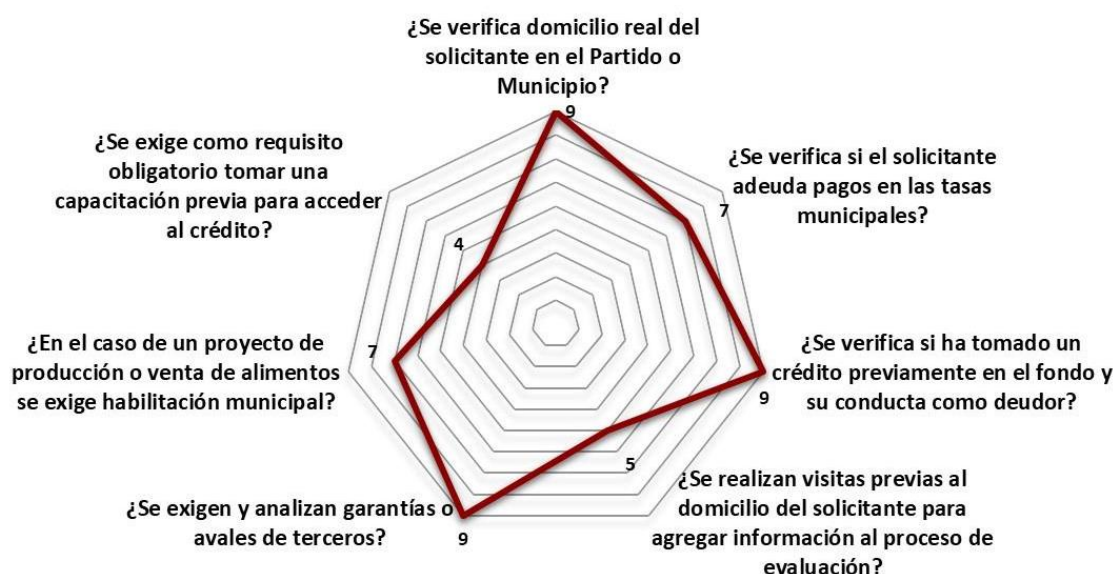 ¿Se verifica domicilio real del
solicitante en el Partido o
Municipio?
9
¿Se verifica si el solicitante
adeuda pagos en las tasas
municipales?
7
¿Se verifica si ha tomado un
crédito previamente en el fondo y
su conducta como deudor?
9
¿Se realizan visitas previas al
domicilio del solicitante para
agregar información al proceso de
evaluación?
5
¿Se exigen y analizan garantías o
avales de terceros?
9
¿En el caso de un proyecto de
producción o venta de alimentos
se exige habilitación municipal?
7
¿Se exige como requisito
obligatorio tomar una
capacitación previa para acceder
al crédito?
4